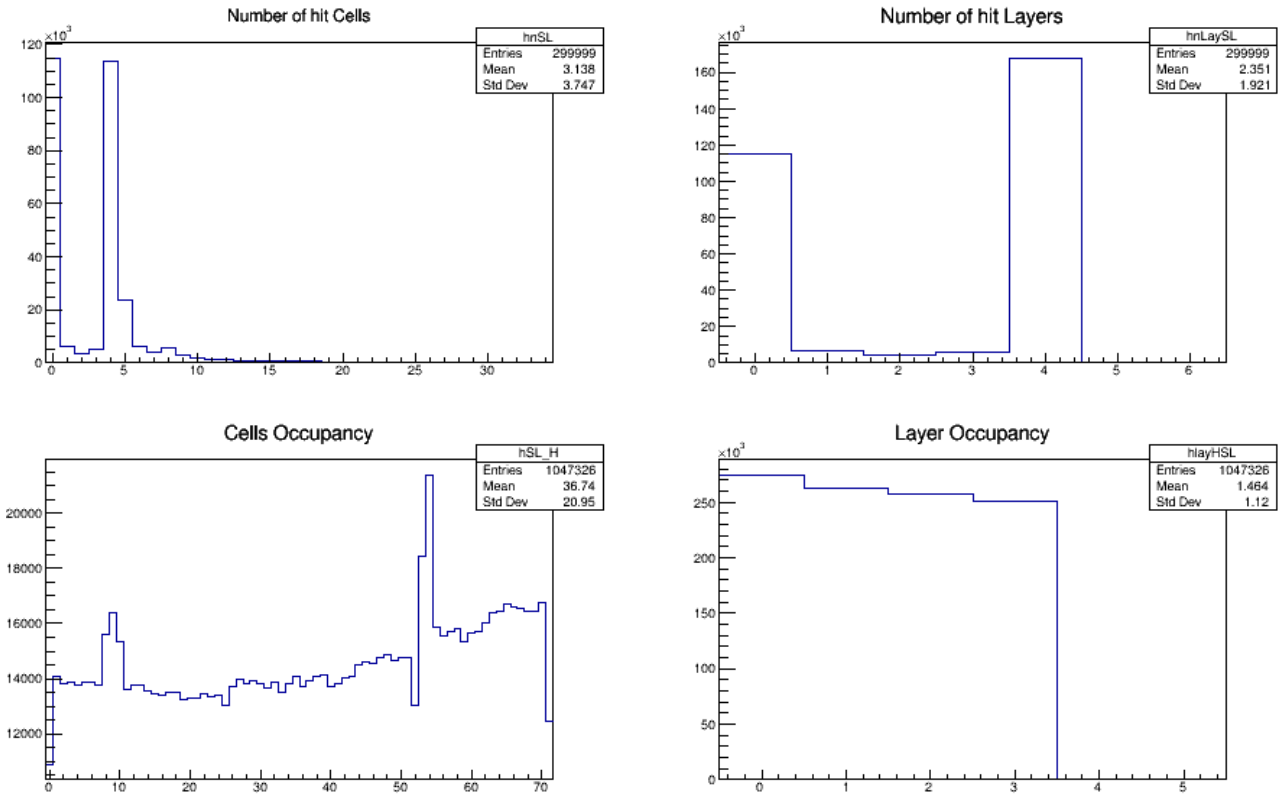 Number of hit Cells
×10³
hnSL
Entries 299999
Mean 3.138
Std Dev 3.747
120
100
80
60
40
20
0
0 5 10 15 20 25 30
Number of hit Layers
×10³
hnLaySL
Entries 299999
Mean 2.351
Std Dev 1.921
160
140
120
100
80
60
40
20
0
0 1 2 3 4 5 6
Cells Occupancy
hSL_H
Entries 1047326
Mean 36.74
Std Dev 20.95
20000
18000
16000
14000
12000
0 10 20 30 40 50 60 70
Layer Occupancy
×10³
hlayHSL
Entries 1047326
Mean 1.464
Std Dev 1.12
250
200
150
100
50
0
0 1 2 3 4 5